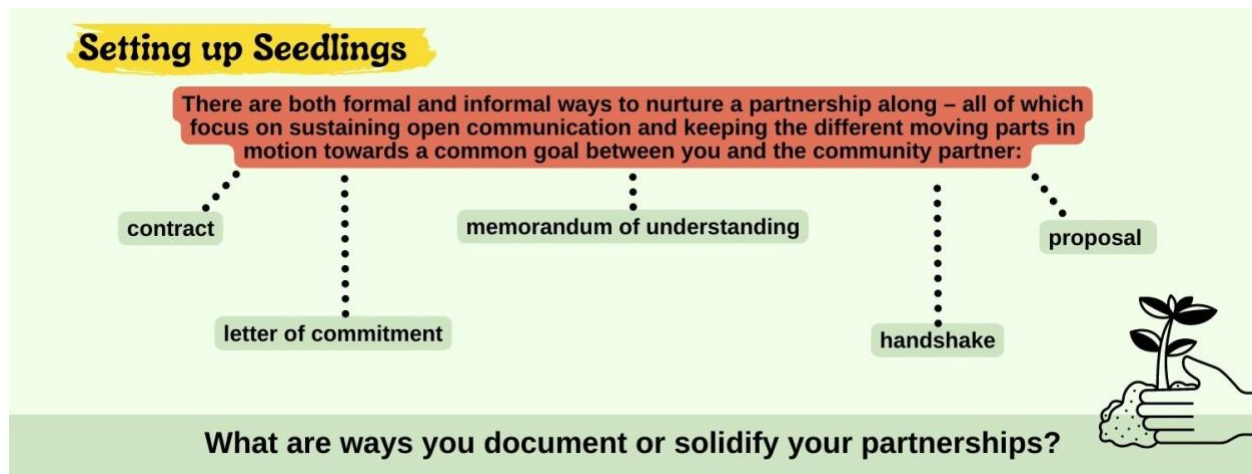 Setting up Seedlings
There are both formal and informal ways to nurture a partnership along – all of which
focus on sustaining open communication and keeping the different moving parts in
motion towards a common goal between you and the community partner:
contract
memorandum of understanding
proposal
letter of commitment
handshake
What are ways you document or solidify your partnerships?